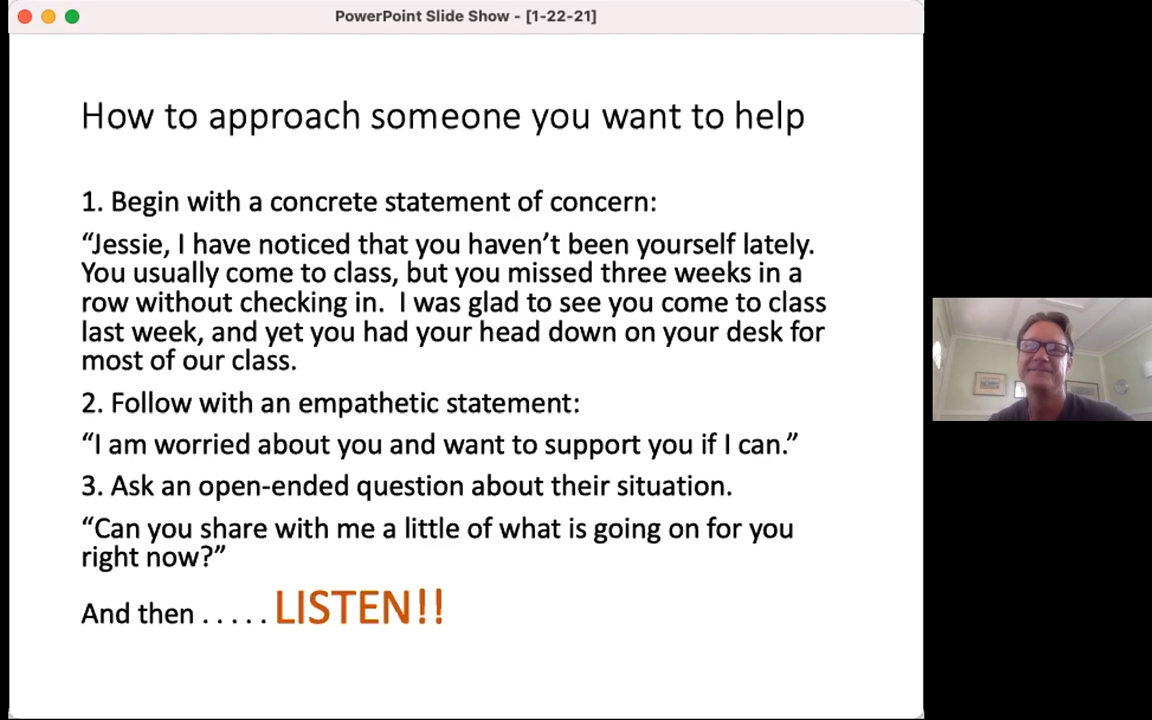 PowerPoint Slide Show - [1-22-21]
How to approach someone you want to help
1. Begin with a concrete statement of concern:
“Jessie, I have noticed that you haven’t been yourself lately.
You usually come to class, but you missed three weeks in a
row without checking in.  I was glad to see you come to class
last week, and yet you had your head down on your desk for
most of our class.
2. Follow with an empathetic statement:
“I am worried about you and want to support you if I can.”
3. Ask an open-ended question about their situation.
“Can you share with me a little of what is going on for you
right now?”
And then . . . . . LISTEN!!